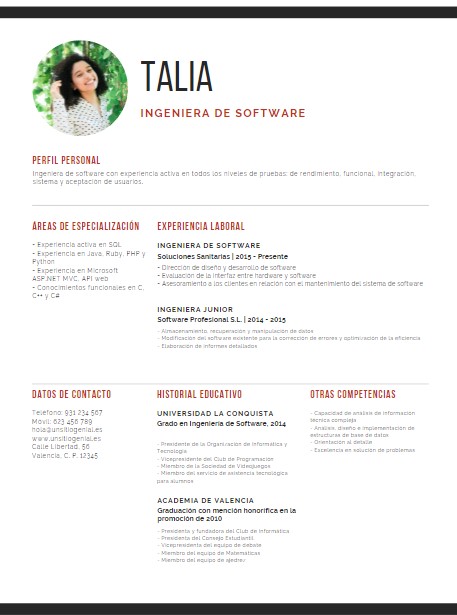 TALIA
INGENIERA DE SOFTWARE
PERFIL PERSONAL
Ingeniera de software con experiencia activa en todos los niveles de pruebas: de rendimiento, funcional, integración,
sistema y aceptación de usuarios.
ÁREAS DE ESPECIALIZACIÓN
- Experiencia activa en SQL
- Experiencia en Java, Ruby, PHP y
Python
- Experiencia en Microsoft
ASP.NET MVC, API web
- Conocimientos funcionales en C,
C++ y C#
EXPERIENCIA LABORAL
INGENIERA DE SOFTWARE
Soluciones Sanitarias | 2015 - Presente
- Dirección de diseño y desarrollo de software
- Evaluación de la interfaz entre hardware y software
- Asesoramiento a los clientes en relación con el mantenimiento del sistema de software
INGENIERA JUNIOR
Software Profesional S.L. | 2014 - 2015
- Almacenamiento, recuperación y manipulación de datos
- Modificación del software existente para la corrección de errores y optimización de la eficiencia
- Elaboración de informes detallados
DATOS DE CONTACTO
Teléfono: 931 234 567
Móvil: 623 456 789
hola@unsitiogenial.es
www.unsitiogenial.es
Calle Libertad, 56
Valencia, C. P. 12345
HISTORIAL EDUCATIVO
UNIVERSIDAD LA CONQUISTA
Grado en Ingeniería de Software, 2014
- Presidente de la Organización de Informática y
Tecnología
- Vicepresidente del Club de Programación
- Miembro de la Sociedad de Videojuegos
- Miembro del servicio de asistencia tecnológica
para alumnos
ACADEMIA DE VALENCIA
Graduación con mención honorífica en la
promoción de 2010
- Presidenta y fundadora del Club de Informática
- Presidenta del Consejo Estudiantil
- Vicepresidenta del equipo de debate
- Miembro del equipo de Matemáticas
- Miembro del equipo de ajedrez
OTRAS COMPETENCIAS
- Capacidad de análisis de información
técnica compleja
- Análisis, diseño e implementación de
estructuras de base de datos
- Orientación al detalle
- Excelencia en solución de problemas